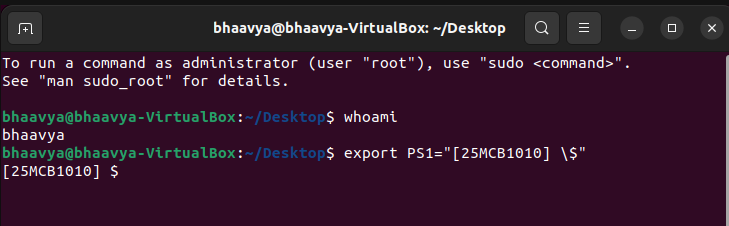 bhaavya@bhaavya-VirtualBox: ~/Desktop
To run a command as administrator (user "root"), use "sudo <command>".
See "man sudo_root" for details.
bhaavya@bhaavya-VirtualBox:~/Desktop$ whoami
bhaavya
bhaavya@bhaavya-VirtualBox:~/Desktop$ export PS1="[25MCB1010] \$"
[25MCB1010] $